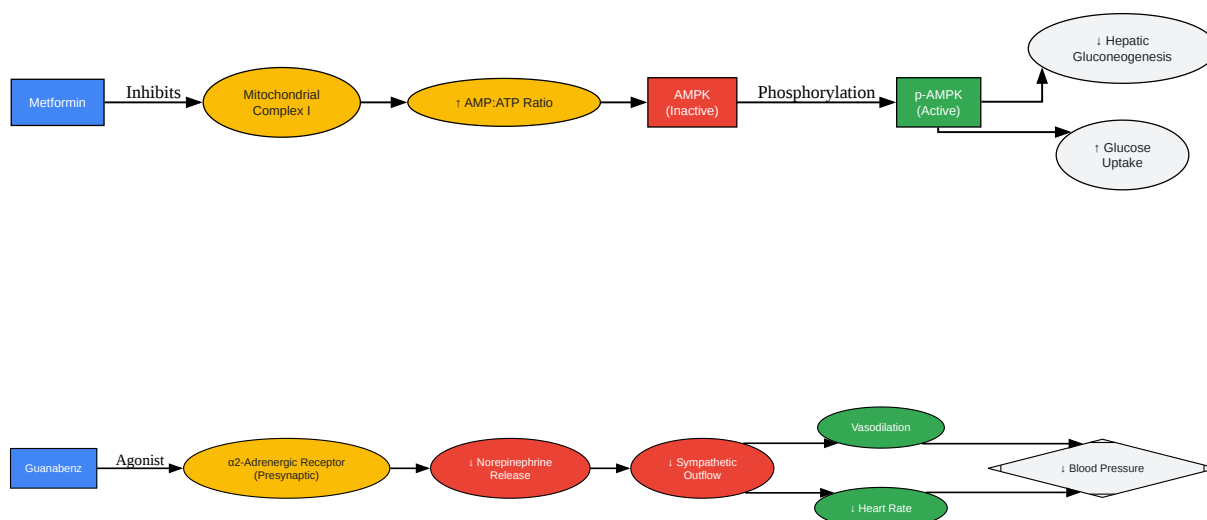 Metformin
Inhibits
Mitochondrial
Complex I
↑ AMP:ATP Ratio
AMPK
(Inactive)
Phosphorylation
p-AMPK
(Active)
↓ Hepatic
Gluconeogenesis
↑ Glucose
Uptake
Guanabenz
Agonist
α2-Adrenergic Receptor
(Presynaptic)
↓ Norepinephrine
Release
↓ Sympathetic
Outflow
Vasodilation
↓ Heart Rate
↓ Blood Pressure